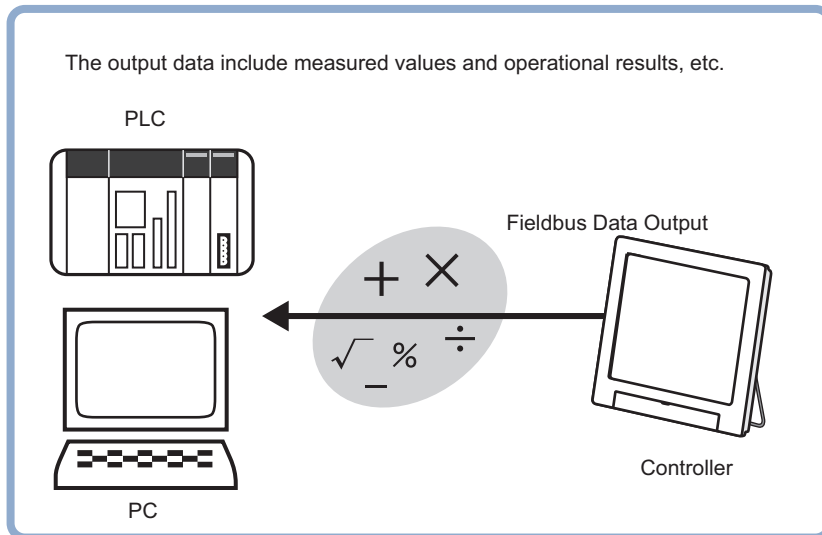 The output data include measured values and operational results, etc.
PLC
Fieldbus Data Output
+ ×
√ % ÷
−
Controller
PC